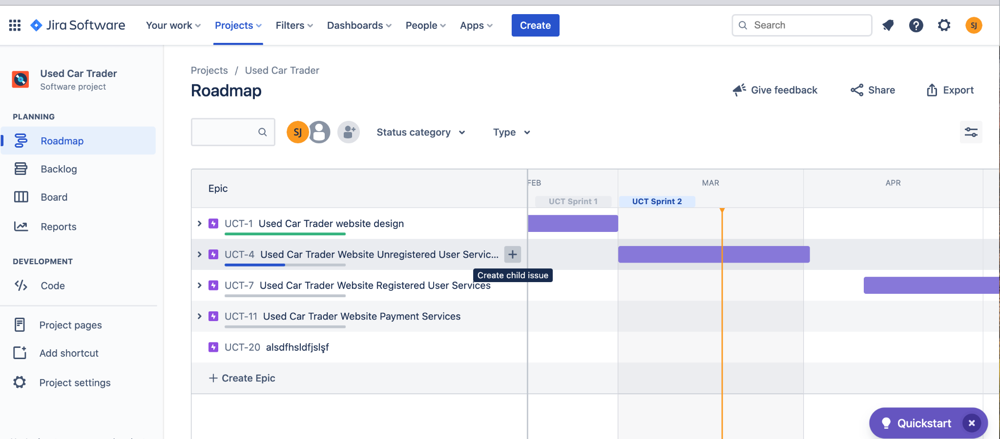 Jira Software
Your work
Projects
Filters
Dashboards
People
Apps
Create
Search
SJ
Used Car Trader
Software project
PLANNING
Roadmap
Backlog
Board
Reports
DEVELOPMENT
Code
Project pages
Add shortcut
Project settings
Projects / Used Car Trader
Roadmap
Give feedback
Share
Export
SJ
Status category
Type
Epic
FEB
MAR
APR
UCT Sprint 1
UCT Sprint 2
UCT-1 Used Car Trader website design
UCT-4 Used Car Trader Website Unregistered User Servic...
Create child issue
UCT-7 Used Car Trader Website Registered User Services
UCT-11 Used Car Trader Website Payment Services
UCT-20 alsdfhsldfjslşf
+ Create Epic
Quickstart